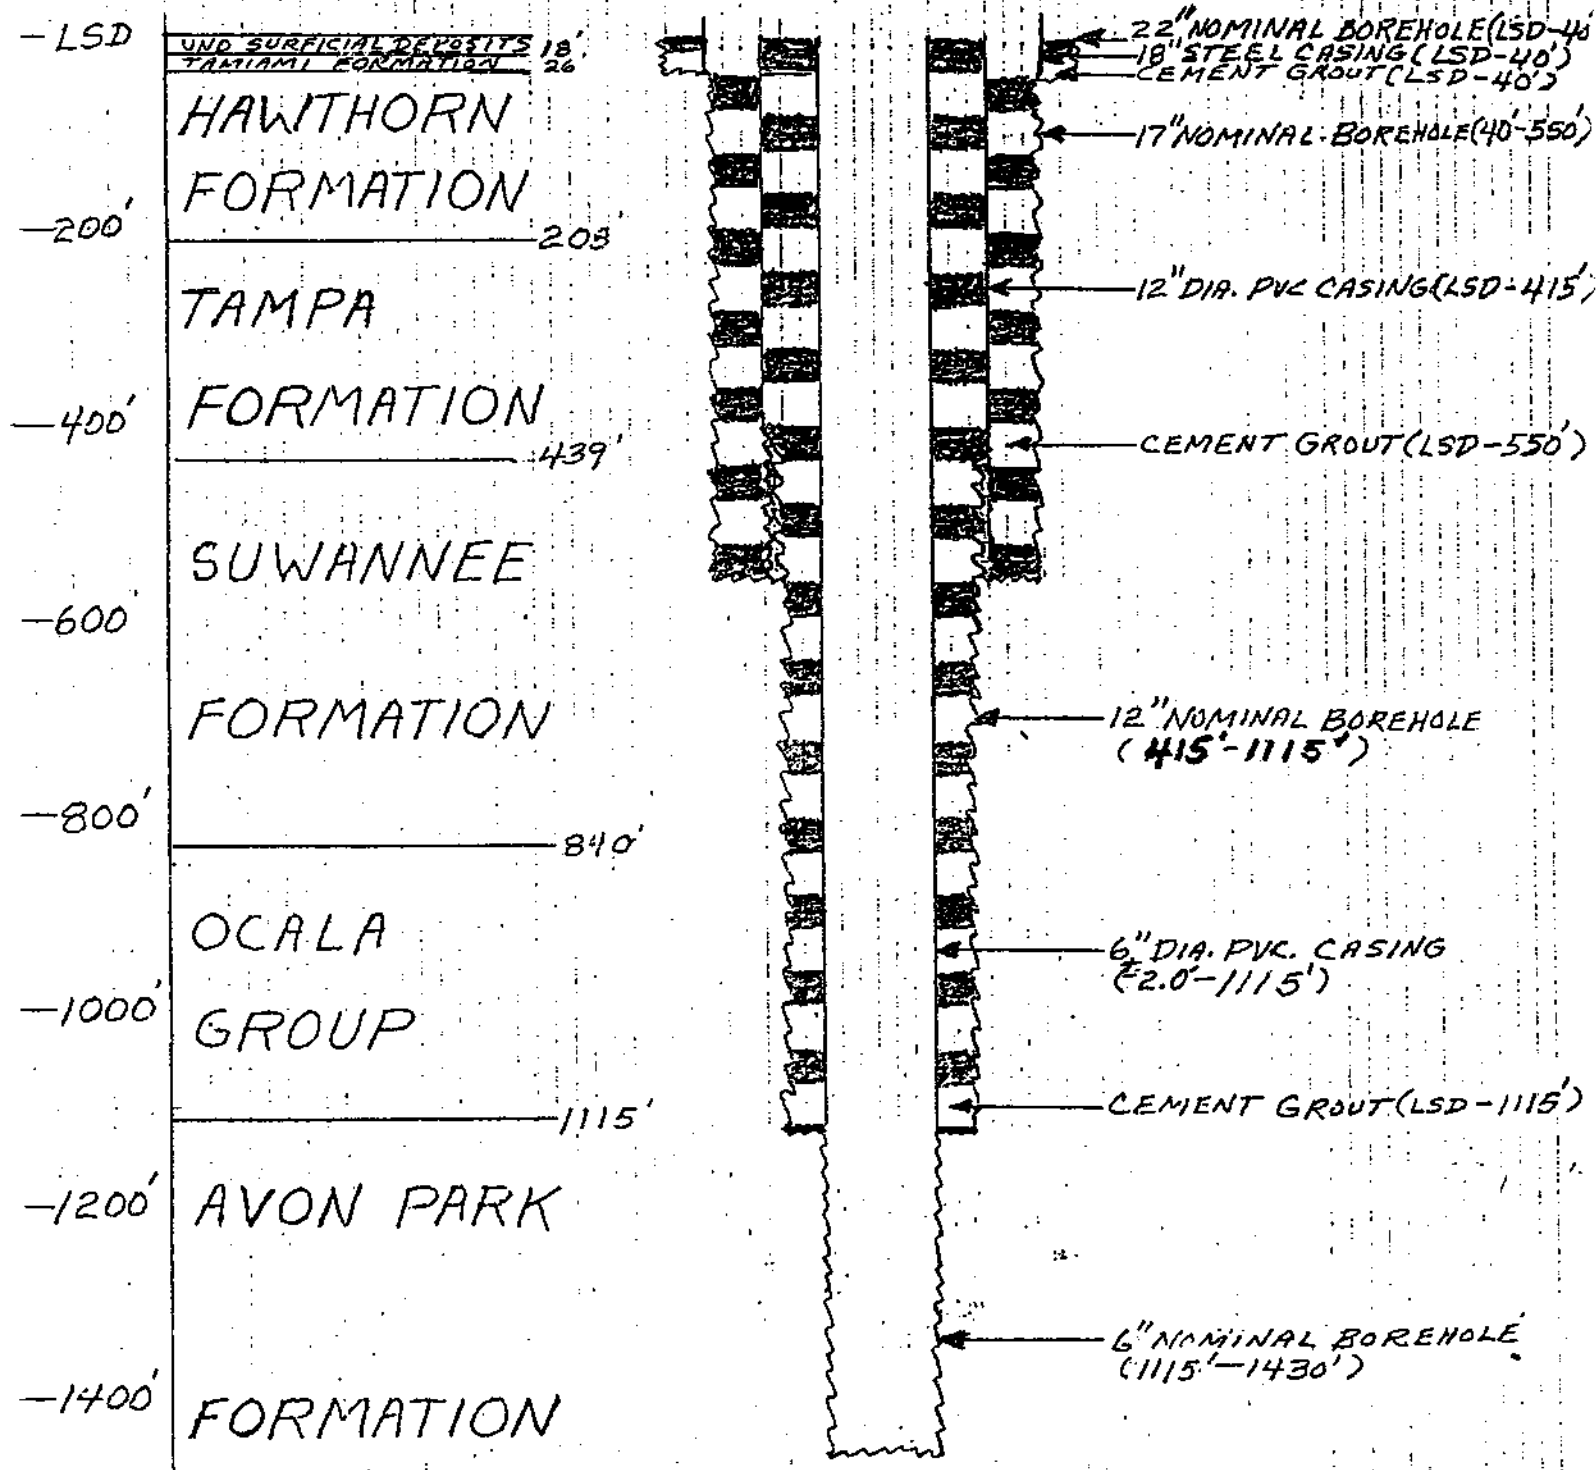 -LSD
UND SURFICIAL DEPOSITS 18'
TAMIAMI FORMATION 26'
HAWTHORN
FORMATION
-200'
203'
TAMPA
FORMATION
-400'
439'
SUWANNEE
-600'
FORMATION
-800'
840'
OCALA
-1000'
GROUP
1115'
-1200'
AVON PARK
-1400'
FORMATION
22" NOMINAL BOREHOLE (LSD-40'
18" STEEL CASING (LSD-40')
CEMENT GROUT (LSD-40')
17" NOMINAL BOREHOLE (40'-550')
12" DIA. PVC CASING (LSD-415')
CEMENT GROUT (LSD-550')
12" NOMINAL BOREHOLE
(415'-1115')
6" DIA. PVC. CASING
(±2.0'-1115')
CEMENT GROUT (LSD-1115')
6" NOMINAL BOREHOLE
(1115'-1430')